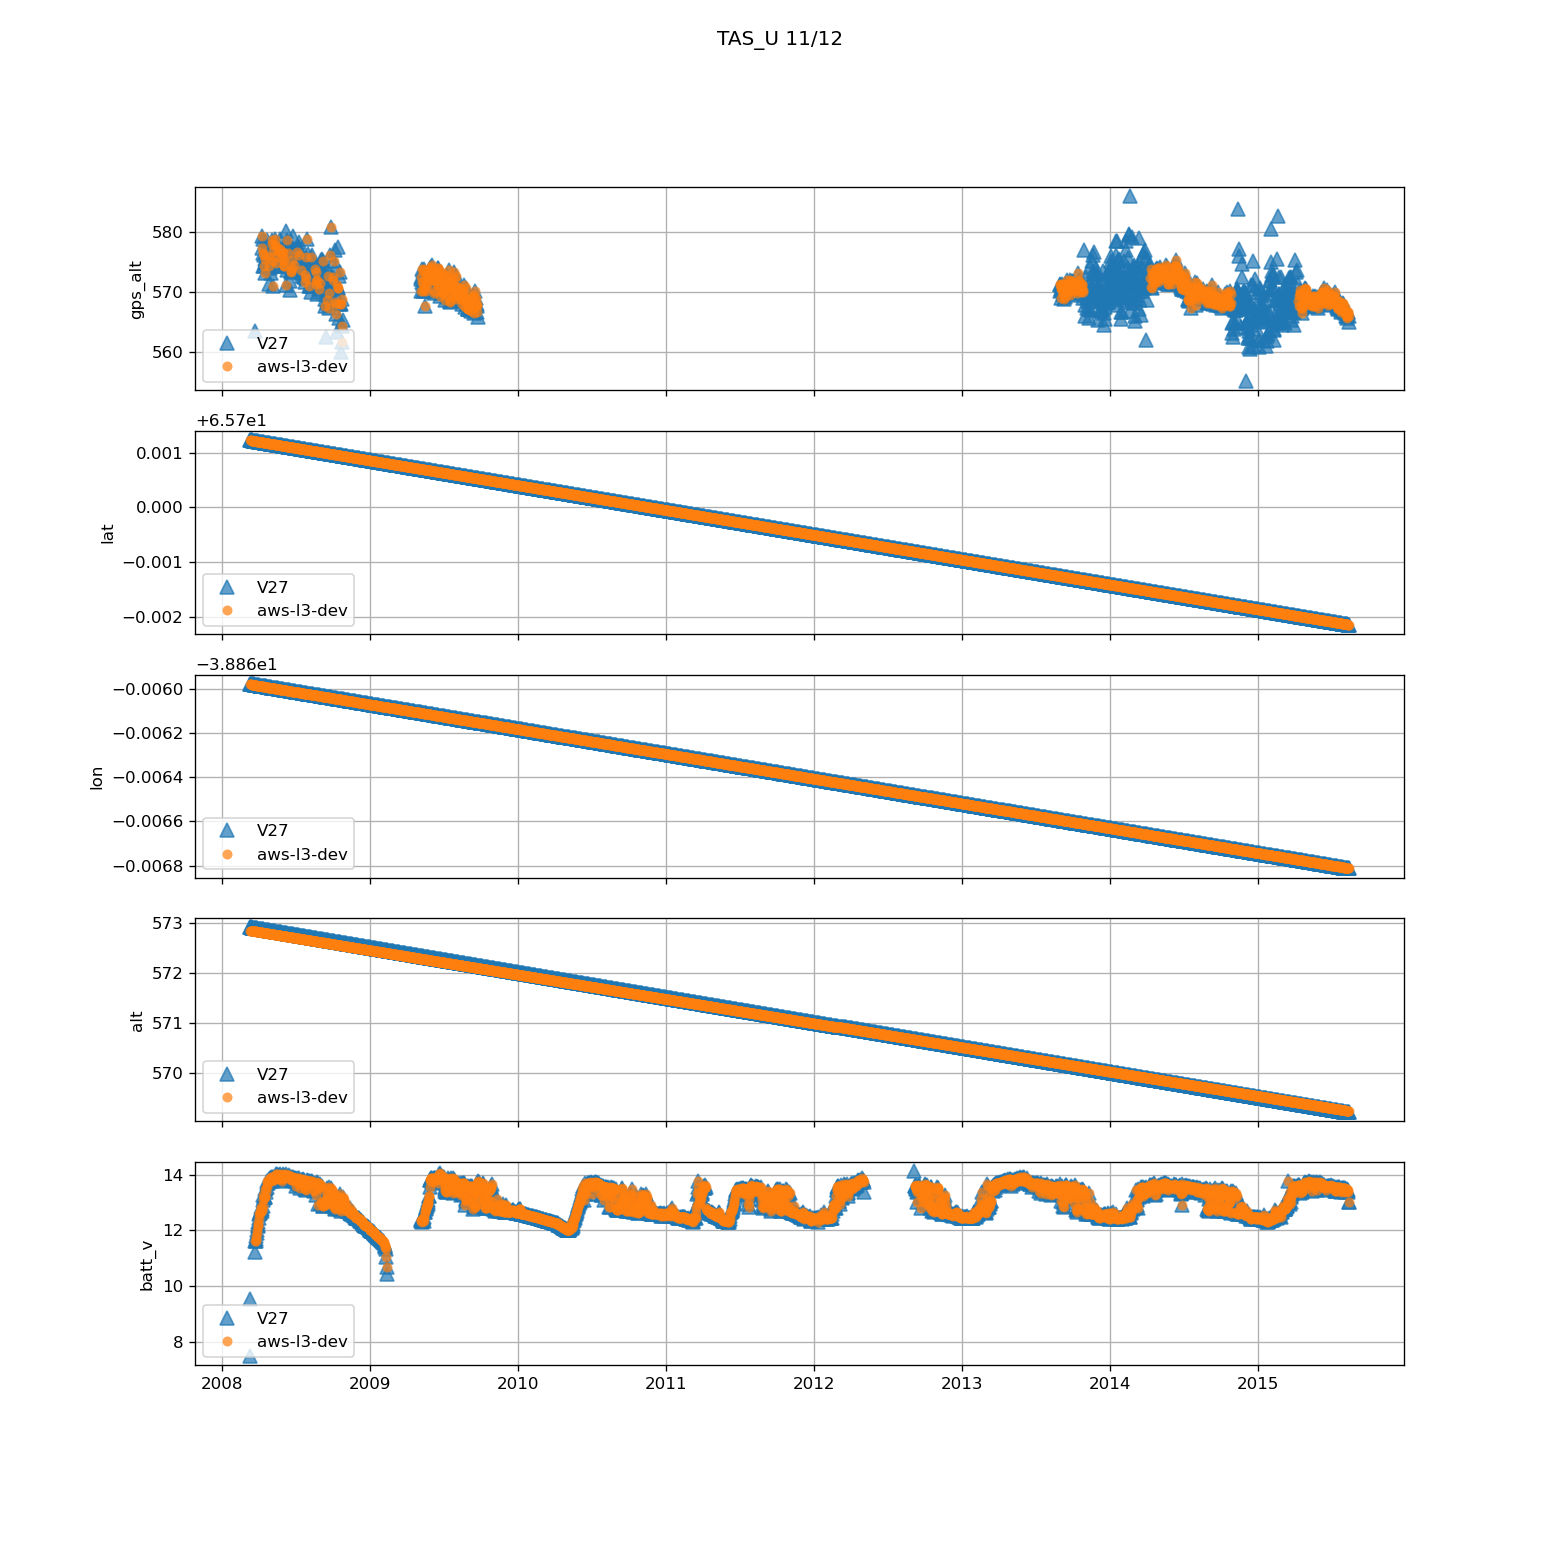 TAS_U 11/12
gps_alt
580
570
560
V27
aws-l3-dev
+6.57e1
lat
0.001
0.000
−0.001
−0.002
V27
aws-l3-dev
−3.886e1
lon
−0.0060
−0.0062
−0.0064
−0.0066
−0.0068
V27
aws-l3-dev
alt
573
572
571
570
V27
aws-l3-dev
batt_v
14
12
10
8
V27
aws-l3-dev
2008 2009 2010 2011 2012 2013 2014 2015